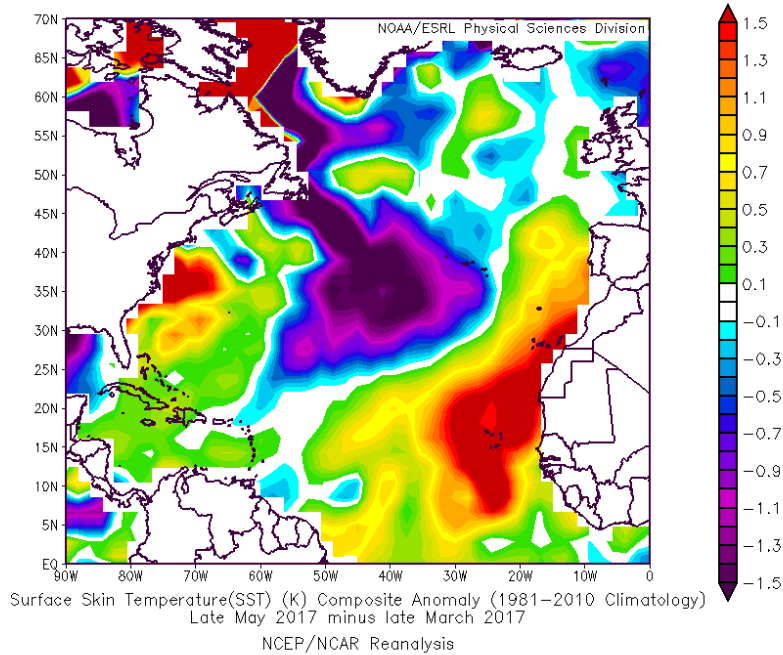 NOAA/ESRL Physical Sciences Division
70N
65N
60N
55N
50N
45N
40N
35N
30N
25N
20N
15N
10N
5N
EQ
90W 80W 70W 60W 50W 40W 30W 20W 10W 0
1.5
1.3
1.1
0.9
0.7
0.5
0.3
0.1
-0.1
-0.3
-0.5
-0.7
-0.9
-1.1
-1.3
-1.5
Surface Skin Temperature(SST) (K) Composite Anomaly (1981-2010 Climatology)
Late May 2017 minus late March 2017
NCEP/NCAR Reanalysis